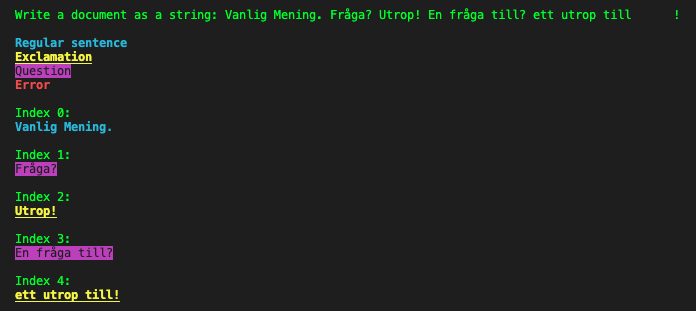 Write a document as a string: Vanlig Mening. Fråga? Utrop! En fråga till? ett utrop till      !
Regular sentence
Exclamation
Question
Error
Index 0:
Vanlig Mening.
Index 1:
Fråga?
Index 2:
Utrop!
Index 3:
En fråga till?
Index 4:
ett utrop till!